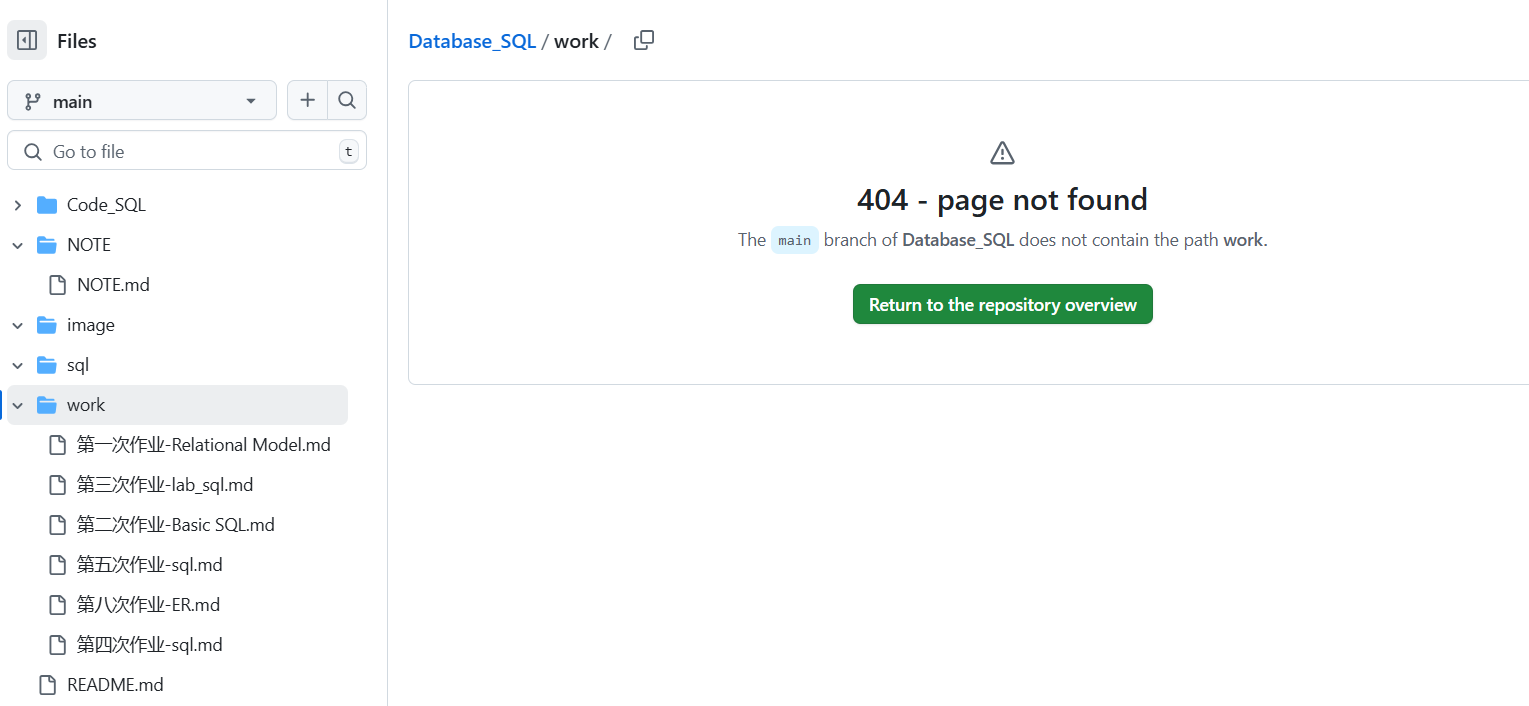 Files
main
Go to file
t
Code_SQL
NOTE
NOTE.md
image
sql
work
第一次作业-Relational Model.md
第三次作业-lab_sql.md
第二次作业-Basic SQL.md
第五次作业-sql.md
第八次作业-ER.md
第四次作业-sql.md
README.md
Database_SQL / work /
404 - page not found
The main branch of Database_SQL does not contain the path work.
Return to the repository overview